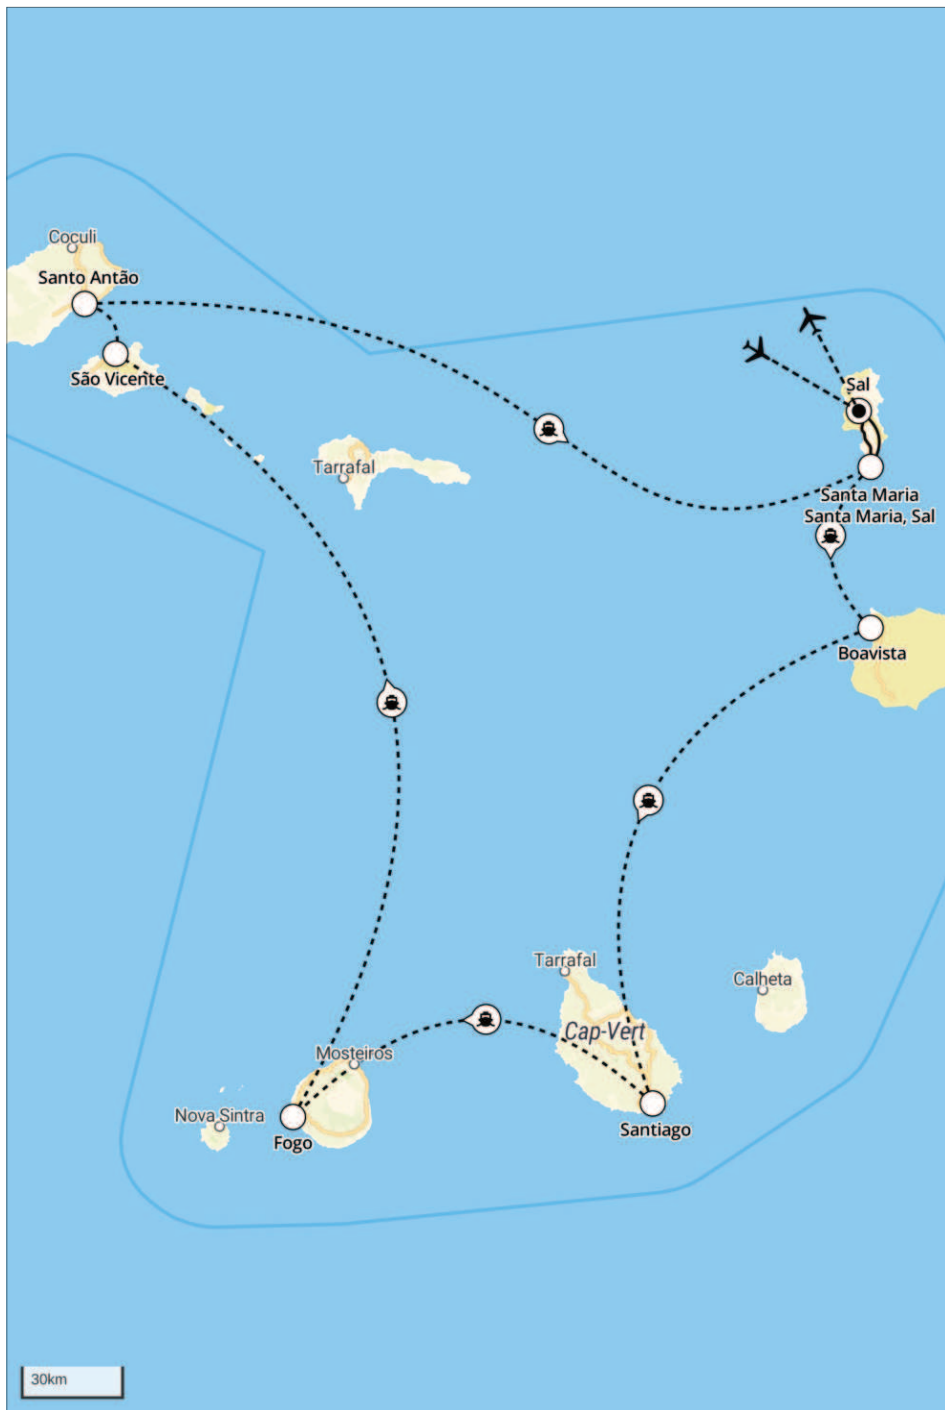 Coculi
Santo Antão
São Vicente
Sal
Tarrafal
Santa Maria
Santa Maria, Sal
Boavista
Tarrafal
Calheta
Cap-Vert
Mosteiros
Nova Sintra
Fogo
Santiago
30km